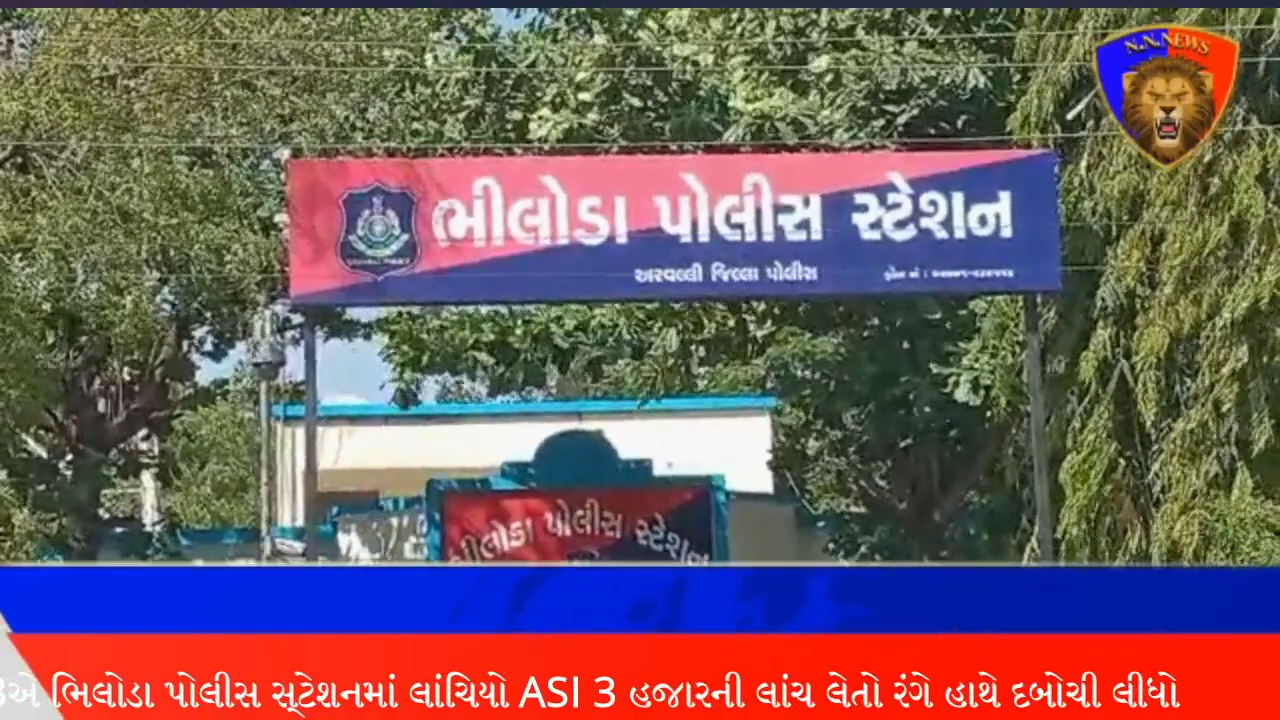 N.N.NEWS
ભીલોડા પોલીસ સ્ટેશન
અરવલ્લી જિલ્લા પોલીસ
ફોન નં :
ભીલોડા પોલીસ સ્ટેશન
એ ભિલોડા પોલીસ સ્ટેશનમાં લાંચિયો ASI 3 હજારની લાંચ લેતો રંગે હાથે દબોચી લીધો